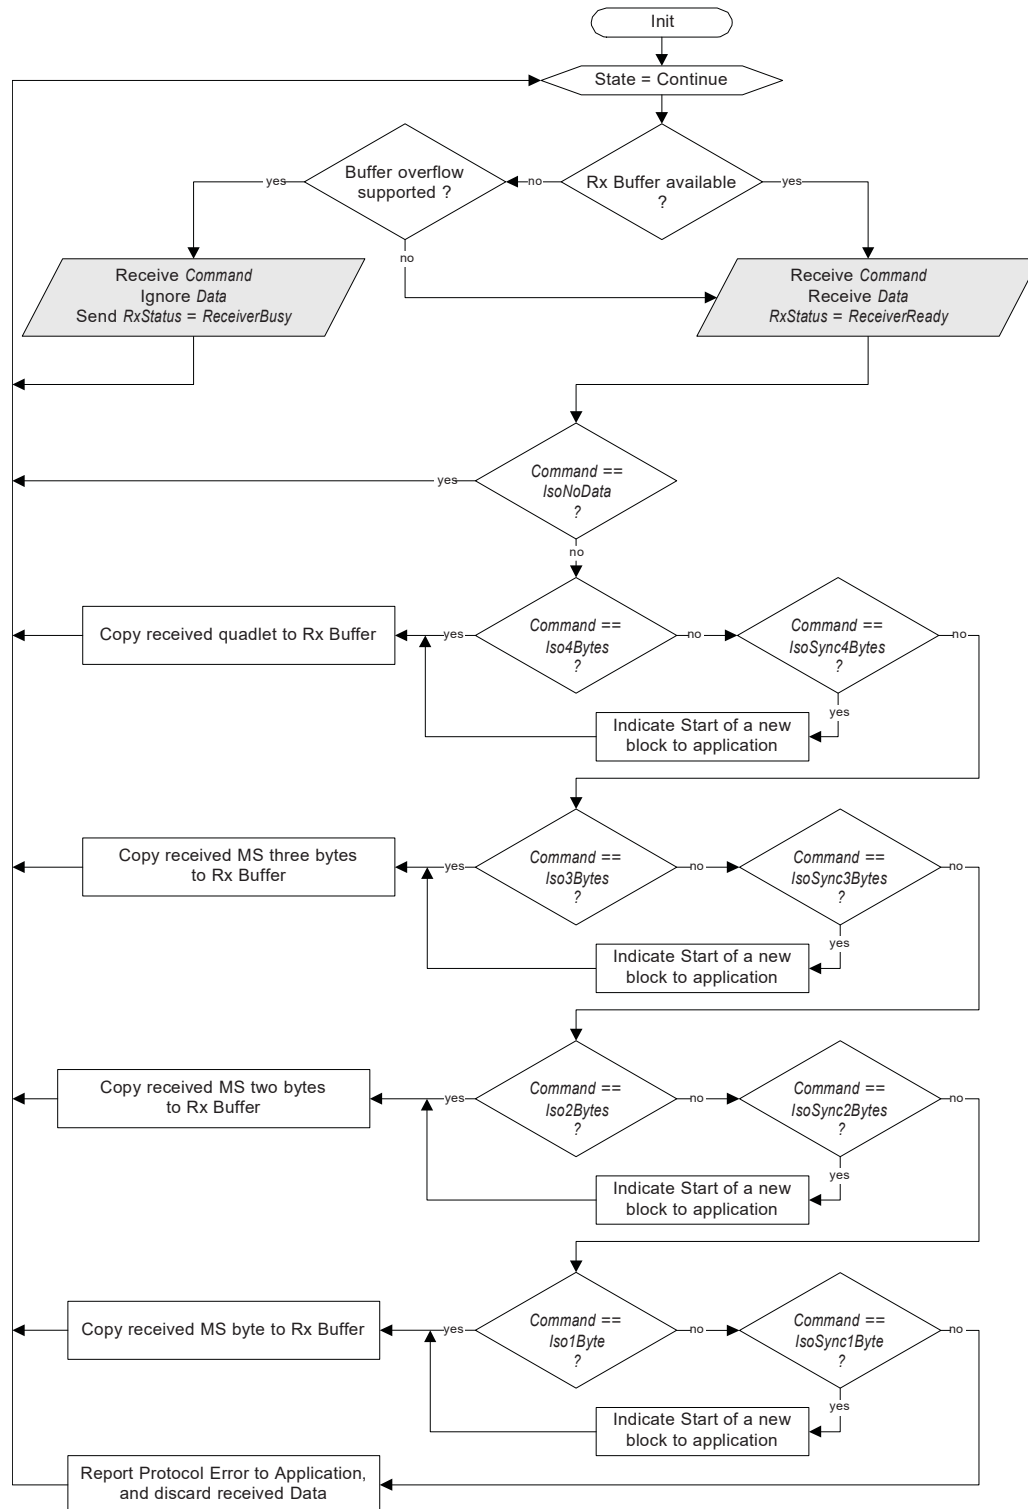 Init
State = Continue
Buffer overflow
supported ?
Rx Buffer available
?
yes
no
yes
no
Receive Command
Ignore Data
Send RxStatus = ReceiverBusy
Receive Command
Receive Data
RxStatus = ReceiverReady
Command ==
IsoNoData
?
yes
no
Copy received quadlet to Rx Buffer
yes
Command ==
Iso4Bytes
?
no
Command ==
IsoSync4Bytes
?
no
yes
Indicate Start of a new
block to application
Copy received MS three bytes
to Rx Buffer
yes
Command ==
Iso3Bytes
?
no
Command ==
IsoSync3Bytes
?
no
yes
Indicate Start of a new
block to application
Copy received MS two bytes
to Rx Buffer
yes
Command ==
Iso2Bytes
?
no
Command ==
IsoSync2Bytes
?
no
yes
Indicate Start of a new
block to application
Copy received MS byte to Rx Buffer
yes
Command ==
Iso1Byte
?
no
Command ==
IsoSync1Byte
?
no
yes
Indicate Start of a new
block to application
Report Protocol Error to Application,
and discard received Data